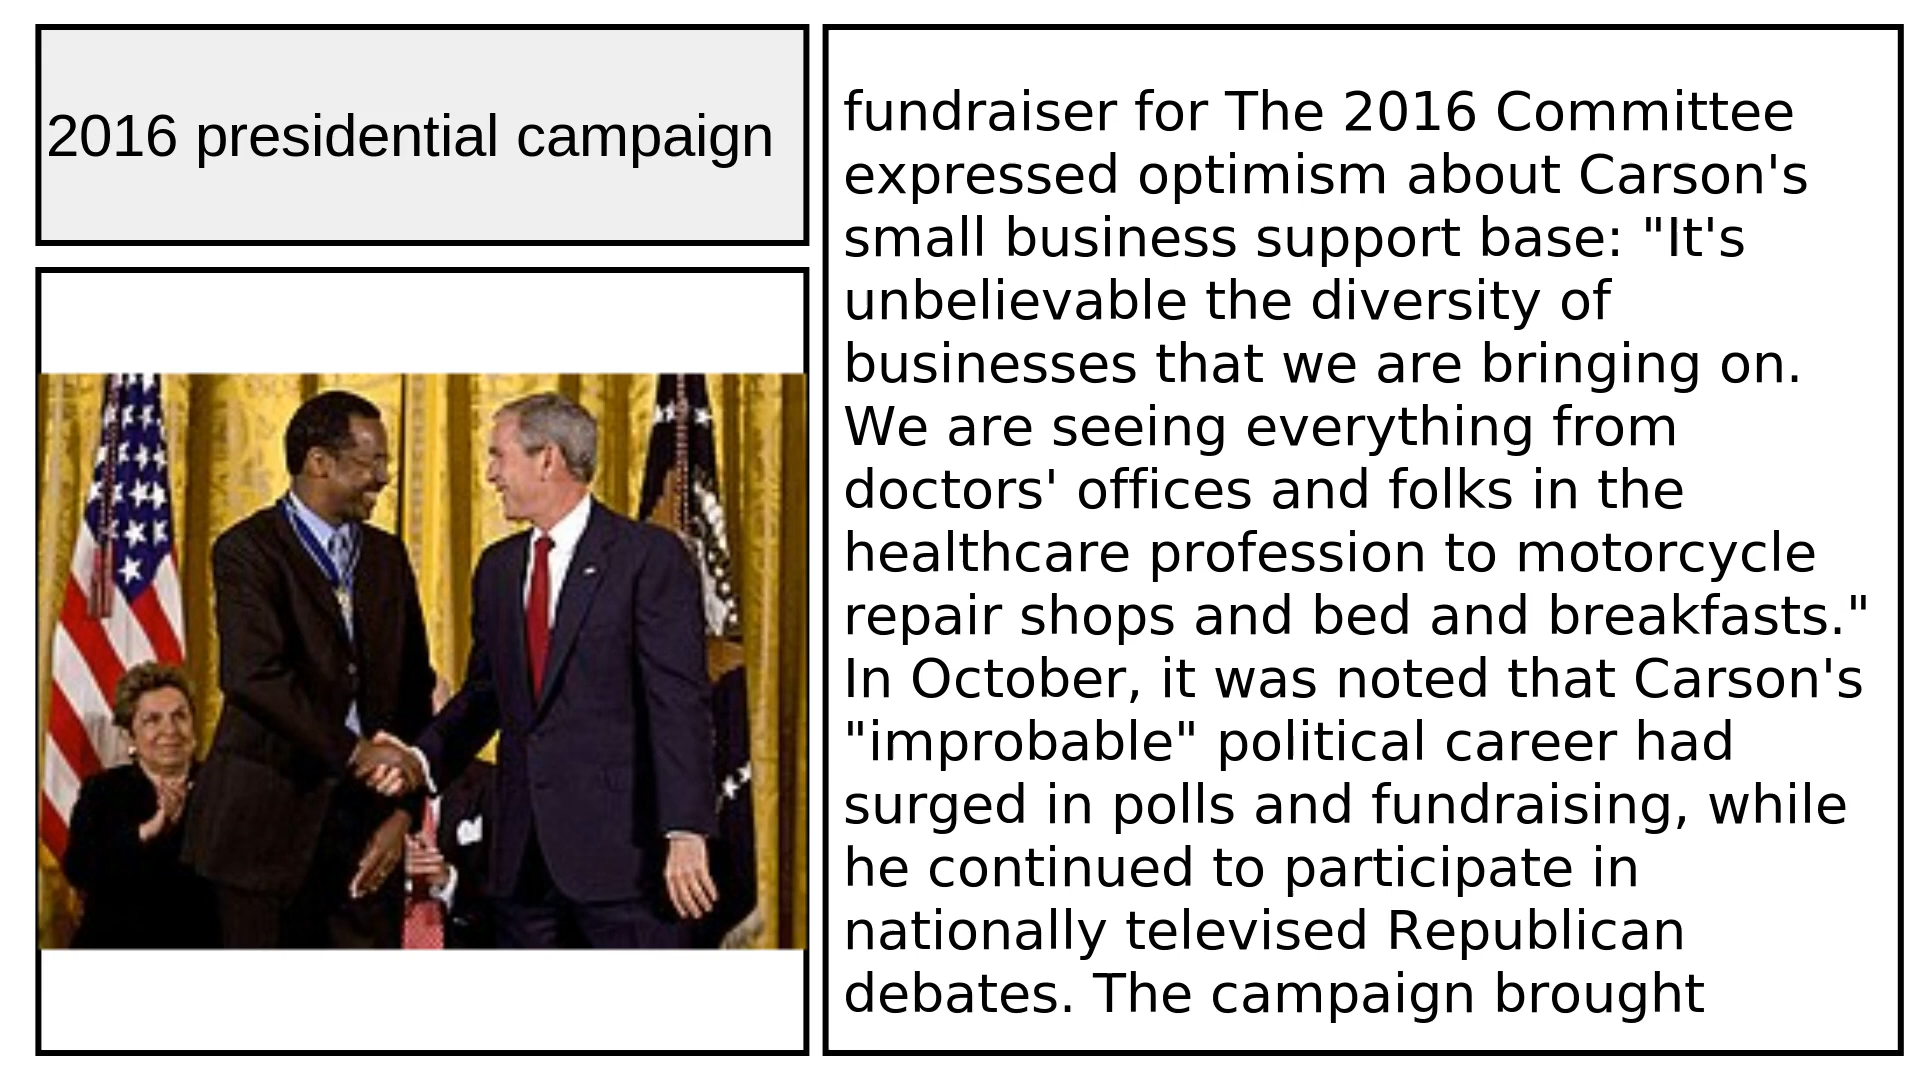 2016 presidential campaign
fundraiser for The 2016 Committee
expressed optimism about Carson's
small business support base: "It's
unbelievable the diversity of
businesses that we are bringing on.
We are seeing everything from
doctors' offices and folks in the
healthcare profession to motorcycle
repair shops and bed and breakfasts."
In October, it was noted that Carson's
"improbable" political career had
surged in polls and fundraising, while
he continued to participate in
nationally televised Republican
debates. The campaign brought